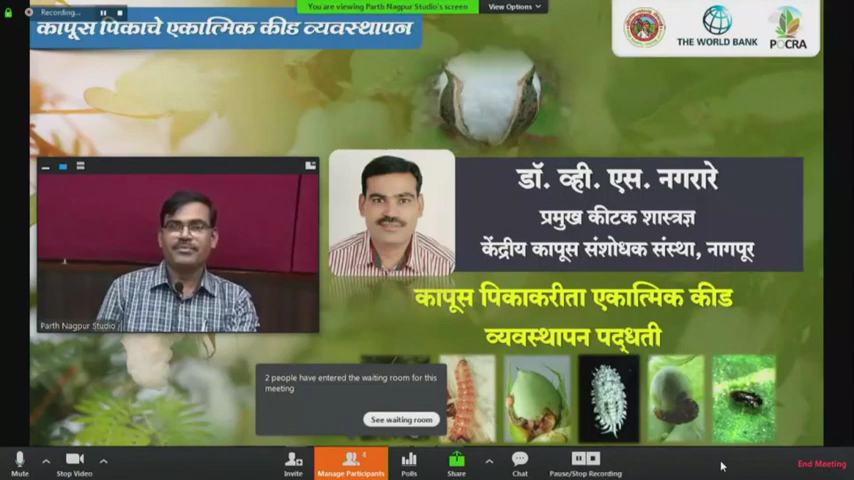 Recording...
You are viewing Parth Nagpur Studio's screen
View Options
कापूस पिकाचे एकात्मिक कीड व्यवस्थापन
THE WORLD BANK
POCRA
डॉ. व्ही. एस. नगरारे
प्रमुख कीटक शास्त्रज्ञ
केंद्रीय कापूस संशोधक संस्था, नागपूर
कापूस पिकाकरीता एकात्मिक कीड
व्यवस्थापन पद्धती
Parth Nagpur Studio
2 people have entered the waiting room for this
meeting
See waiting room
Mute
Stop Video
Invite
4
Manage Participants
Polls
Share
Chat
Pause/Stop Recording
End Meeting